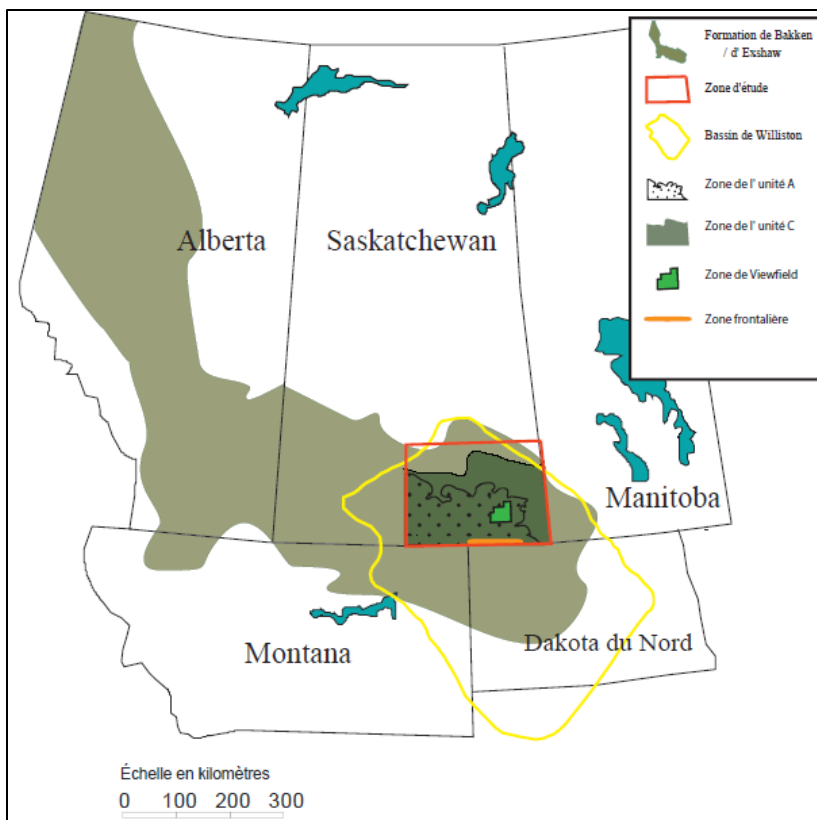 Formation de Bakken
/ d' Exshaw
Zone d'étude
Bassin de Williston
Zone de l' unité A
Zone de l' unité C
Zone de Viewfield
Zone frontalière
Alberta
Saskatchewan
Manitoba
Montana
Dakota du Nord
Échelle en kilomètres
0 100 200 300